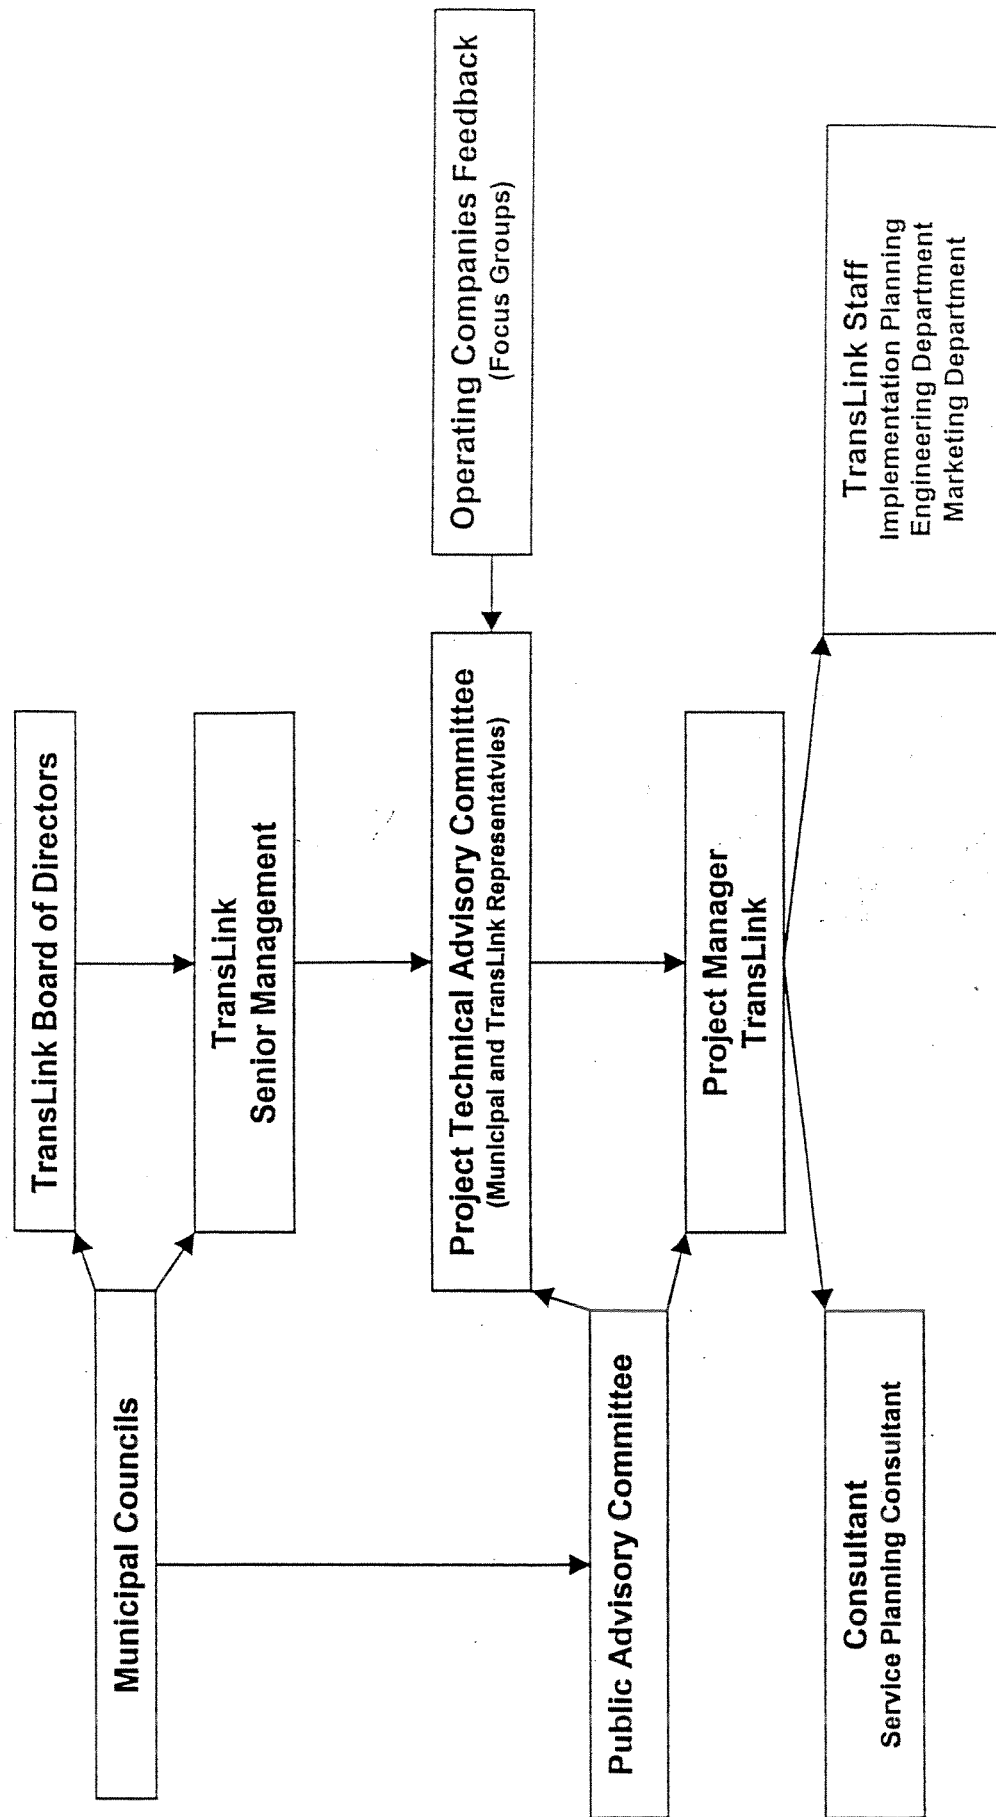 TransLink Board of Directors
Municipal Councils
TransLink
Senior Management
Project Technical Advisory Committee
(Municipal and TransLink Representatvies)
Operating Companies Feedback
(Focus Groups)
Public Advisory Committee
Project Manager
TransLink
Consultant
Service Planning Consultant
TransLink Staff
Implementation Planning
Engineering Department
Marketing Department